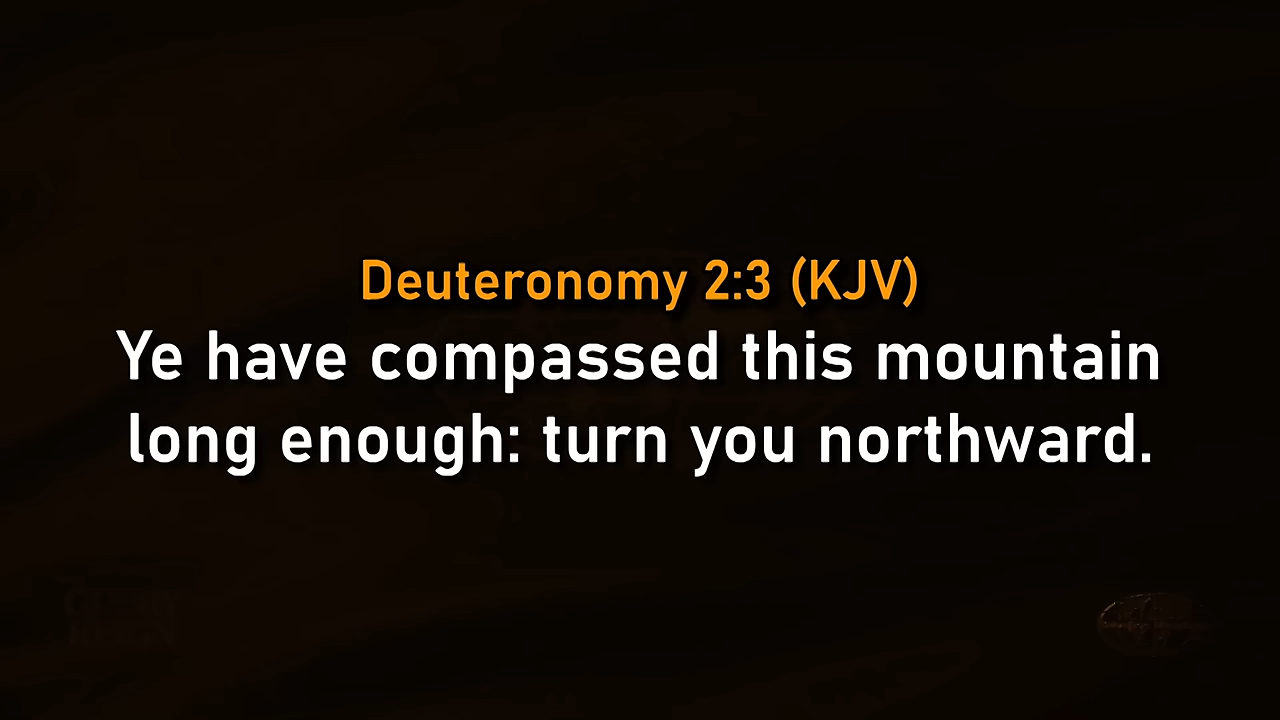 Deuteronomy 2:3 (KJV)
Ye have compassed this mountain
long enough: turn you northward.